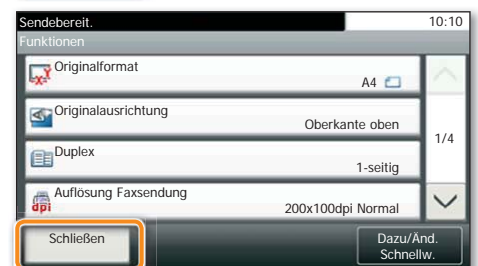 Sendebereit.
10:10
Funktionen
Originalformat
A4
Originalausrichtung
Oberkante oben
1/4
Duplex
1-seitig
Auflösung Faxsendung
dpi
200x100dpi Normal
Schließen
Dazu/Änd.
Schnellw.